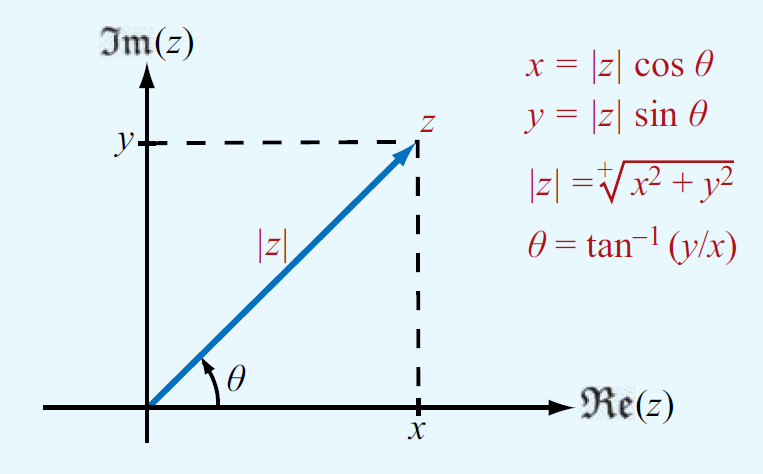 ℑ𝔪(z)
x = |z| cos θ
y = |z| sin θ
|z| = ⁺√x² + y²
θ = tan⁻¹ (y/x)
y
z
|z|
θ
x
ℜ𝔢(z)